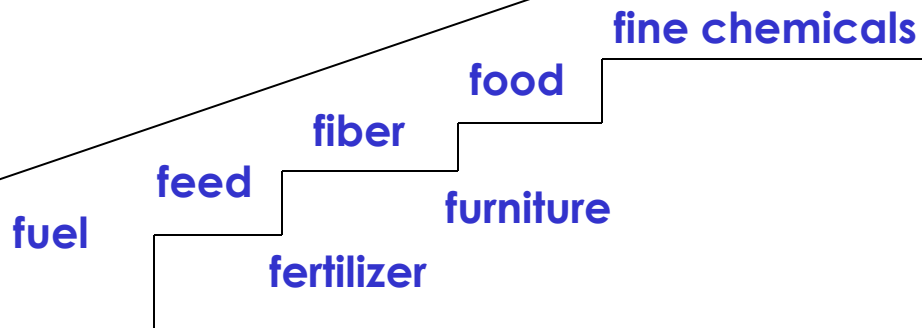 fine chemicals
food
fiber
feed
furniture
fuel
fertilizer